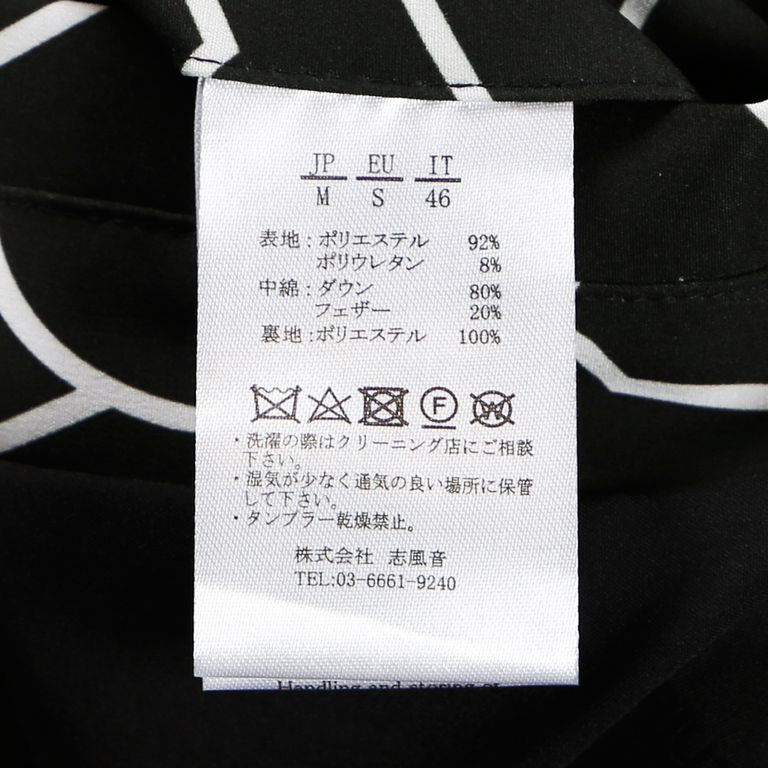 JP EU IT
M S 46
表地：ポリエステル 92%
ポリウレタン 8%
中綿：ダウン 80%
フェザー 20%
裏地：ポリエステル 100%
F W
・洗濯の際はクリーニング店にご相談
下さい。
・湿気が少なく通気の良い場所に保管
して下さい。
・タンブラー乾燥禁止。
株式会社 志風音
TEL:03-6661-9240
Handling and storing